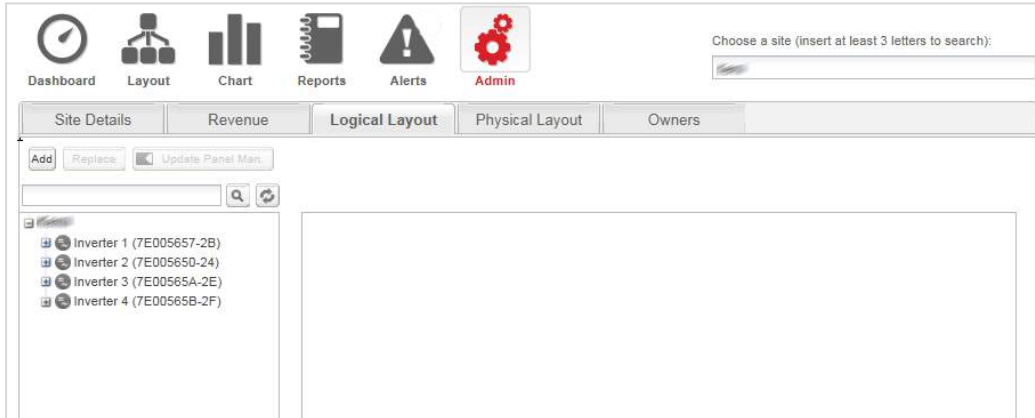 Choose a site (insert at least 3 letters to search):
Dashboard Layout Chart Reports Alerts Admin
Site Details Revenue Logical Layout Physical Layout Owners
Add Replace Update Panel Man.
Inverter 1 (7E005657-2B)
Inverter 2 (7E005650-24)
Inverter 3 (7E00565A-2E)
Inverter 4 (7E00565B-2F)